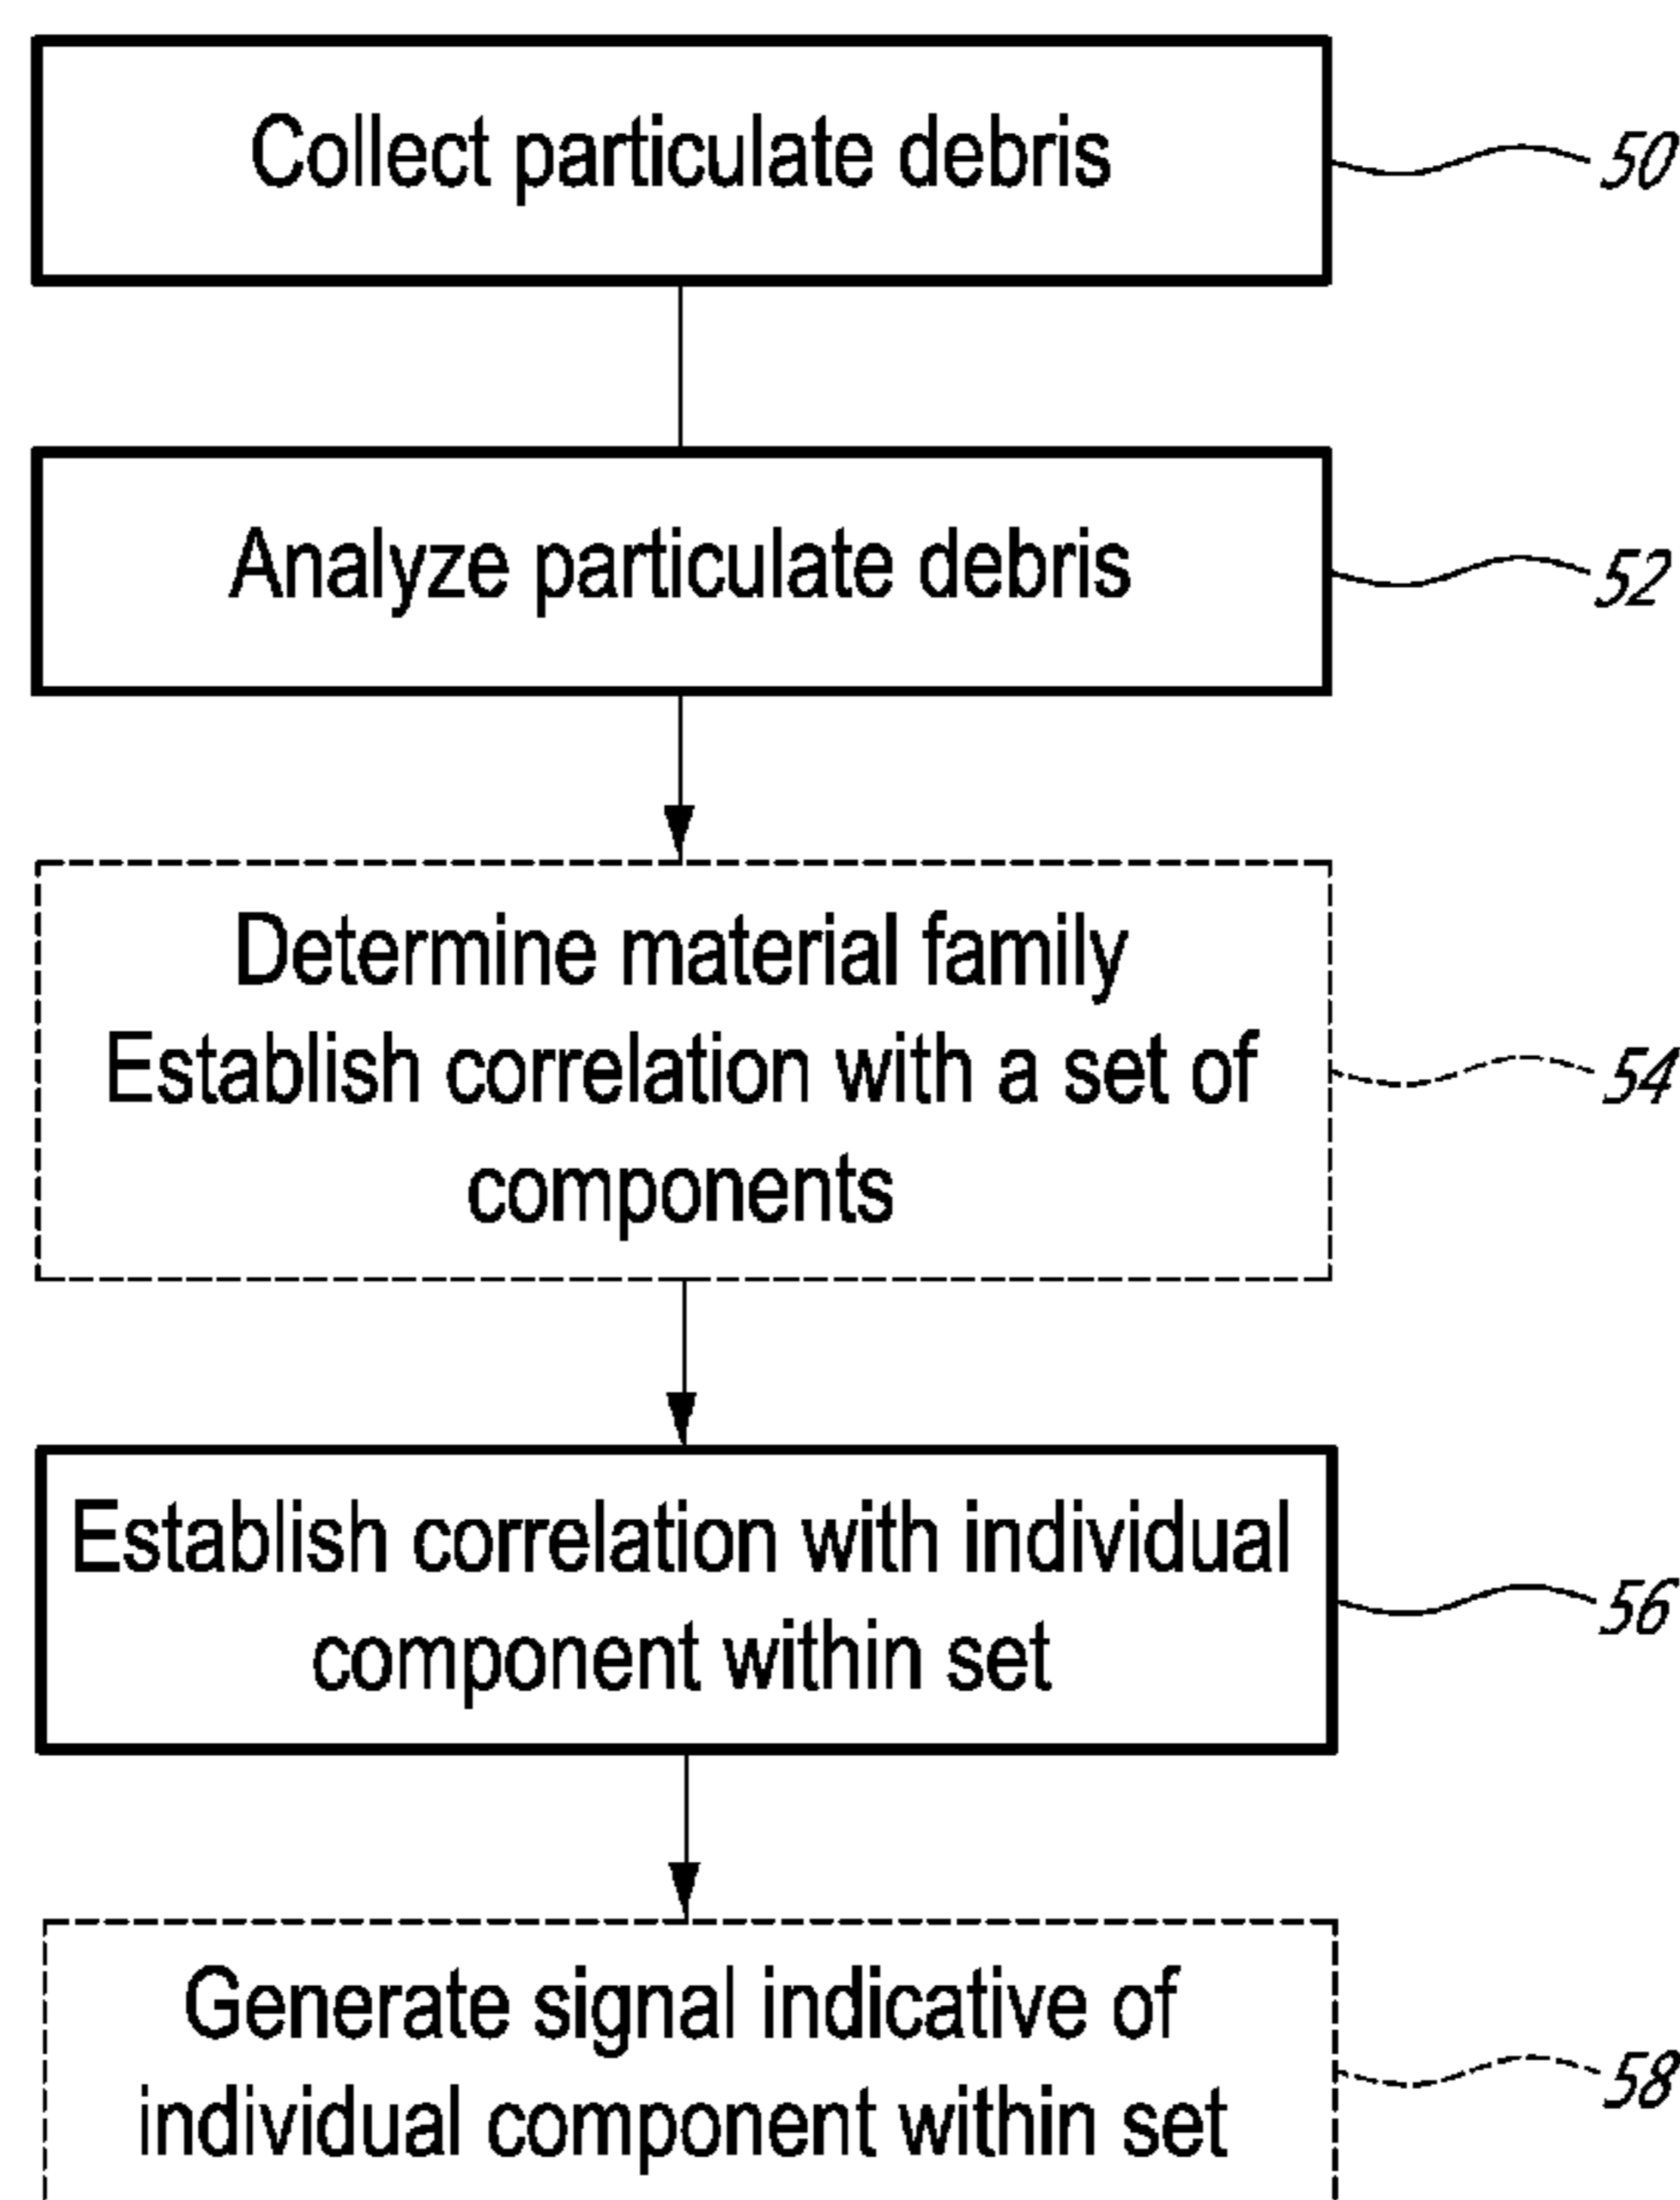 Collect particulate debris
50
Analyze particulate debris
52
Determine material family
Establish correlation with a set of
components
54
Establish correlation with individual
component within set
56
Generate signal indicative of
individual component within set
58